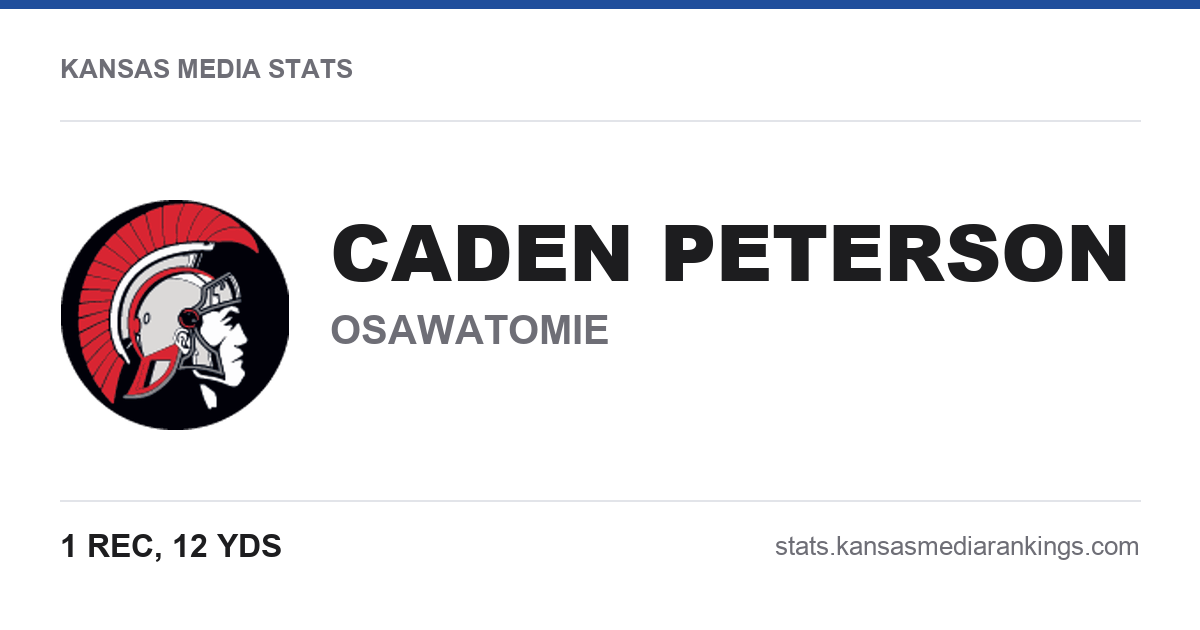 KANSAS MEDIA STATS
CADEN PETERSON
OSAWATOMIE
1 REC, 12 YDS
stats.kansasmediarankings.com